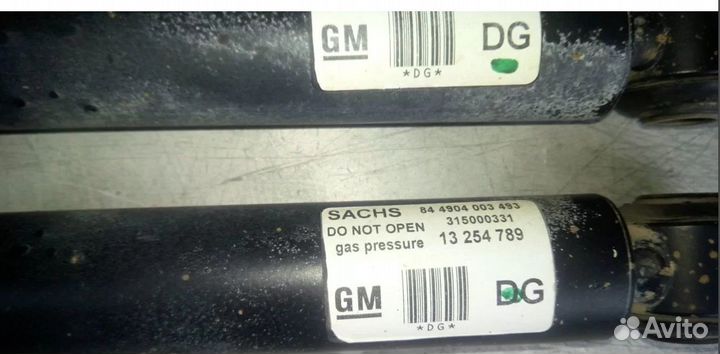 GM
DG
*DG*
SACHS 84 4904 003 493
315000331
DO NOT OPEN
gas pressure 13 254 789
GM
DG
*DG*
Avito